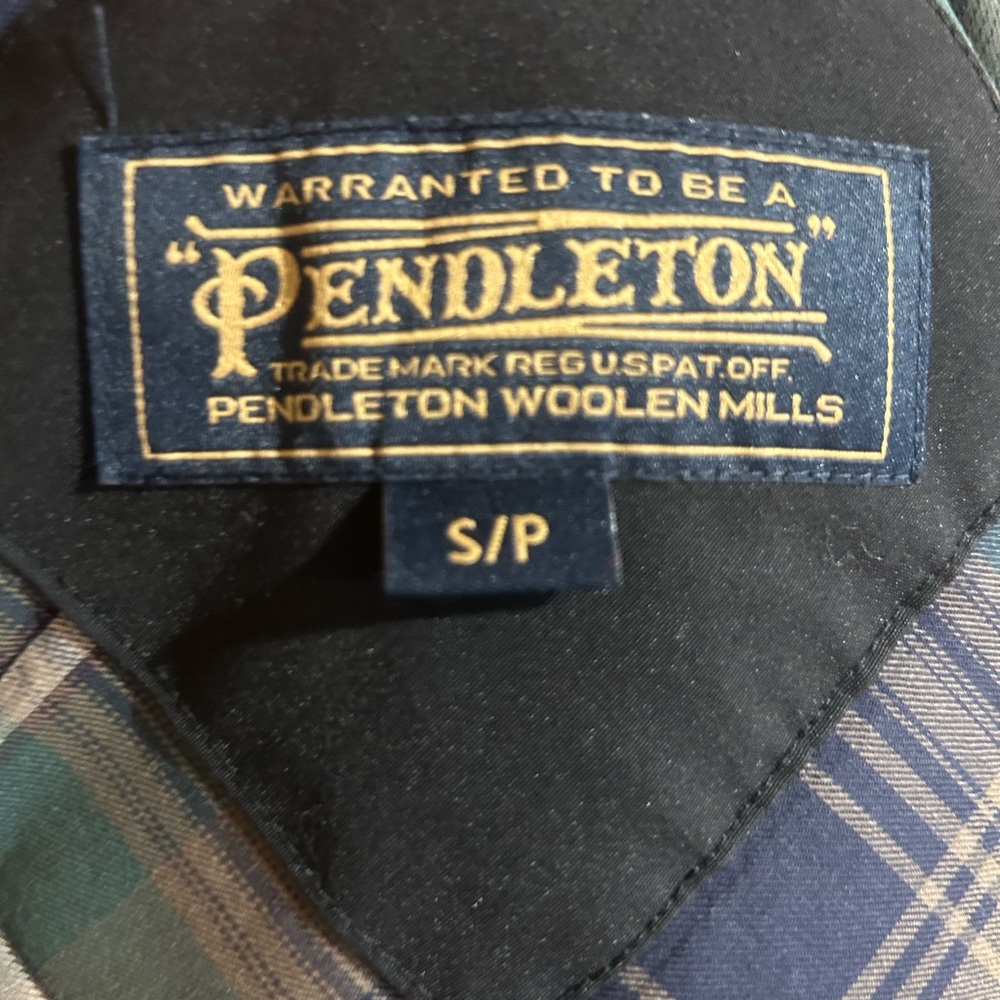 WARRANTED TO BE A
“PENDLETON”
TRADE MARK REG U.S.PAT.OFF.
PENDLETON WOOLEN MILLS
S/P